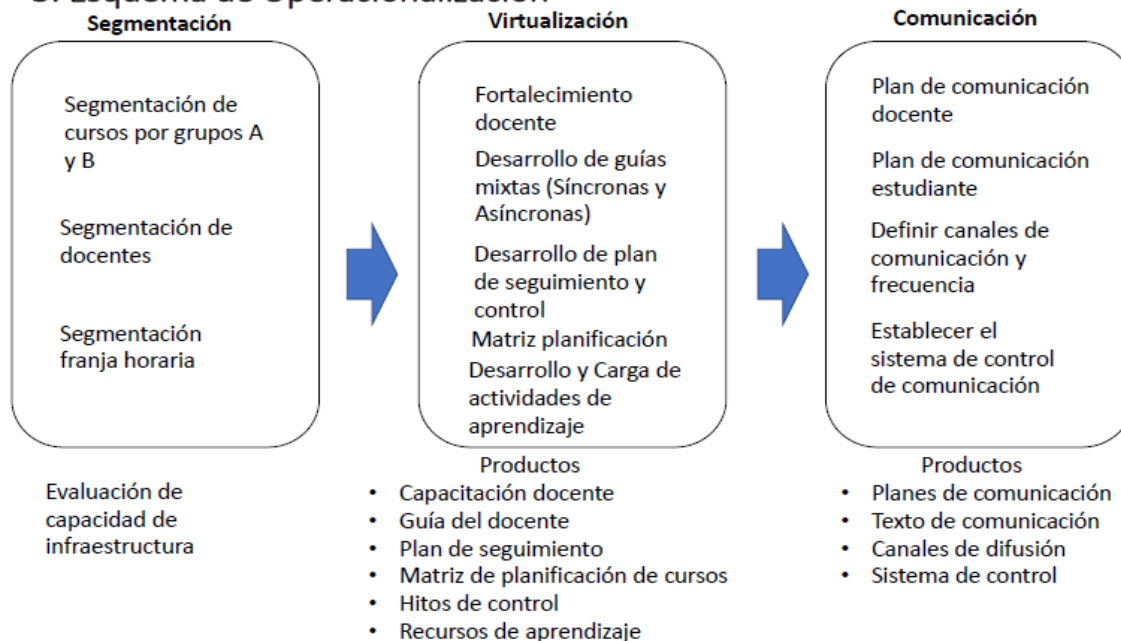 Esquema de Operacionalización
Segmentación
Segmentación de
cursos por grupos A
y B
Segmentación de
docentes
Segmentación
franja horaria
Evaluación de
capacidad de
infraestructura
Virtualización
Fortalecimiento
docente
Desarrollo de guías
mixtas (Síncronas y
Asíncronas)
Desarrollo de plan
de seguimiento y
control
Matriz planificación
Desarrollo y Carga de
actividades de
aprendizaje
Productos
• Capacitación docente
• Guía del docente
• Plan de seguimiento
• Matriz de planificación de cursos
• Hitos de control
• Recursos de aprendizaje
Comunicación
Plan de comunicación
docente
Plan de comunicación
estudiante
Definir canales de
comunicación y
frecuencia
Establecer el
sistema de control
de comunicación
Productos
• Planes de comunicación
• Texto de comunicación
• Canales de difusión
• Sistema de control